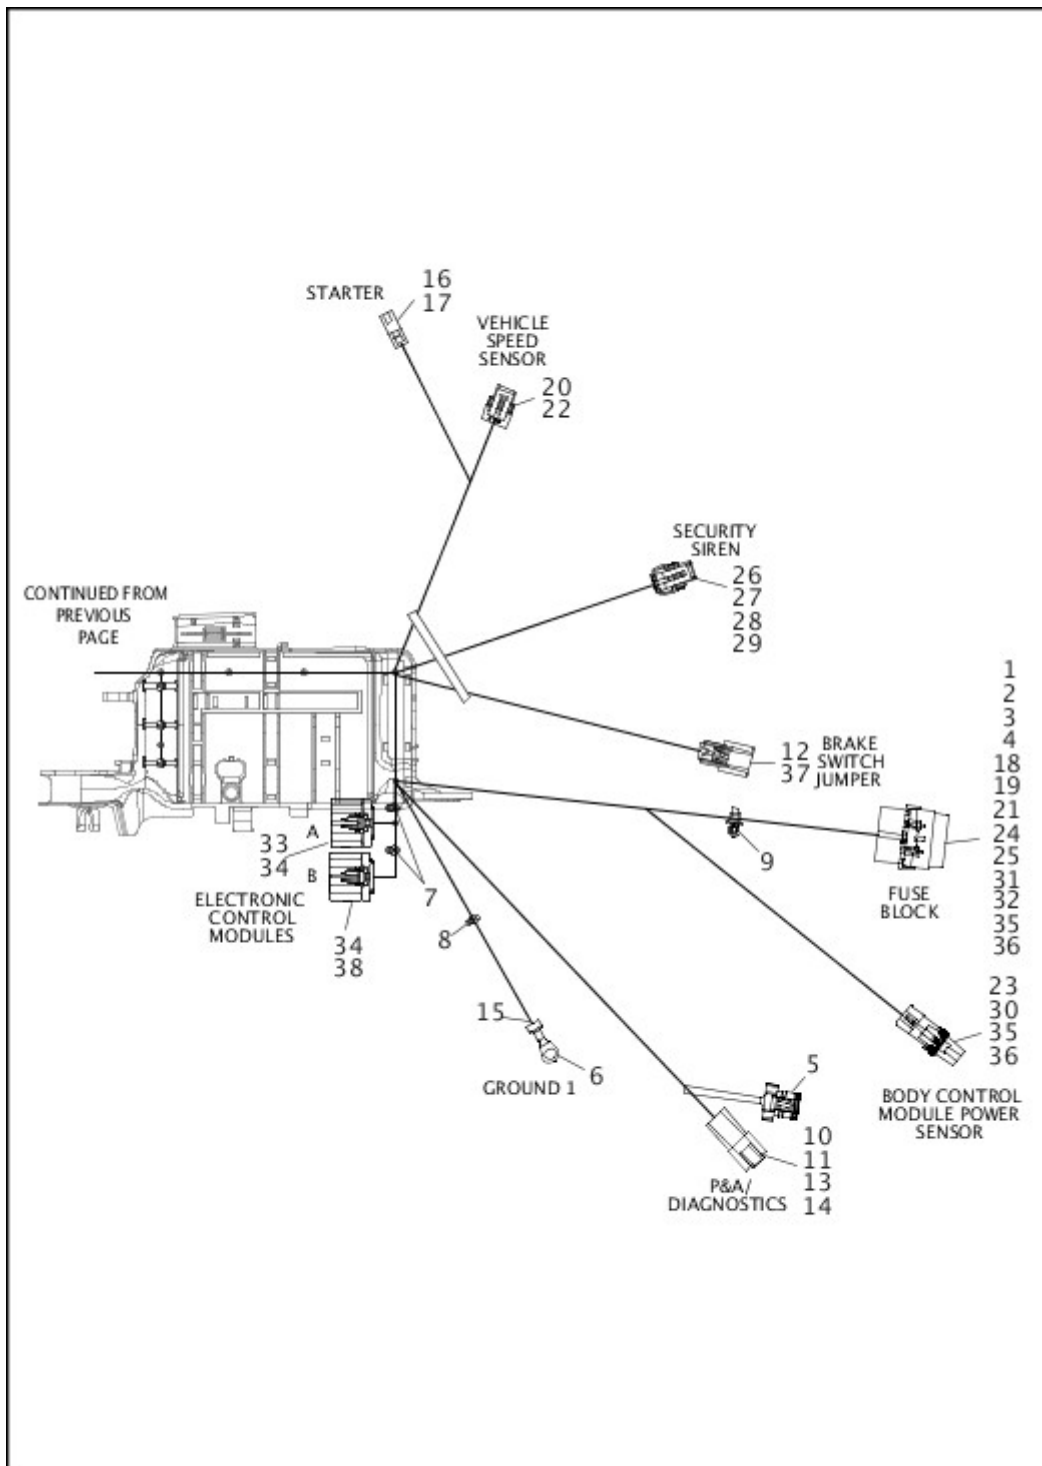 STARTER
16
17
VEHICLE
SPEED
SENSOR
20
22
SECURITY
SIREN
26
27
28
29
CONTINUED FROM
PREVIOUS
PAGE
12
37
BRAKE
SWITCH
JUMPER
1
2
3
4
18
19
21
24
25
31
32
35
36
FUSE
BLOCK
9
A
B
33
34
7
ELECTRONIC
CONTROL
MODULES
34
38
8
15
6
GROUND 1
23
30
35
36
BODY CONTROL
MODULE POWER
SENSOR
5
10
11
13
14
P&A/
DIAGNOSTICS